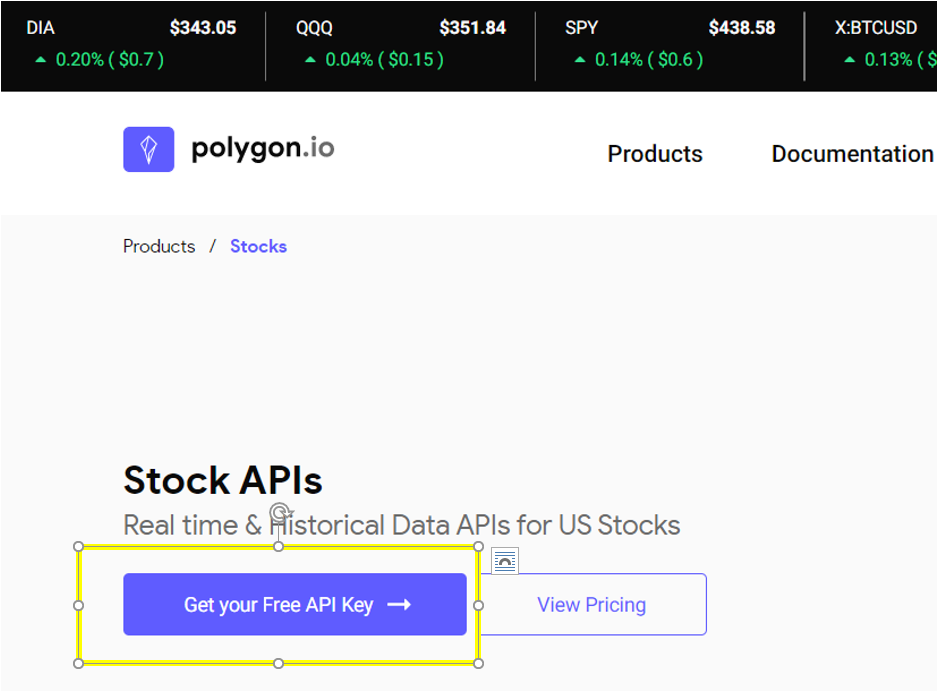 DIA $343.05 QQQ $351.84 SPY $438.58 X:BTCUSD
0.20% ( $0.7 ) 0.04% ( $0.15 ) 0.14% ( $0.6 ) 0.13% ( $
polygon.io Products Documentation
Products / Stocks
Stock APIs
Real time & Historical Data APIs for US Stocks
Get your Free API Key → View Pricing